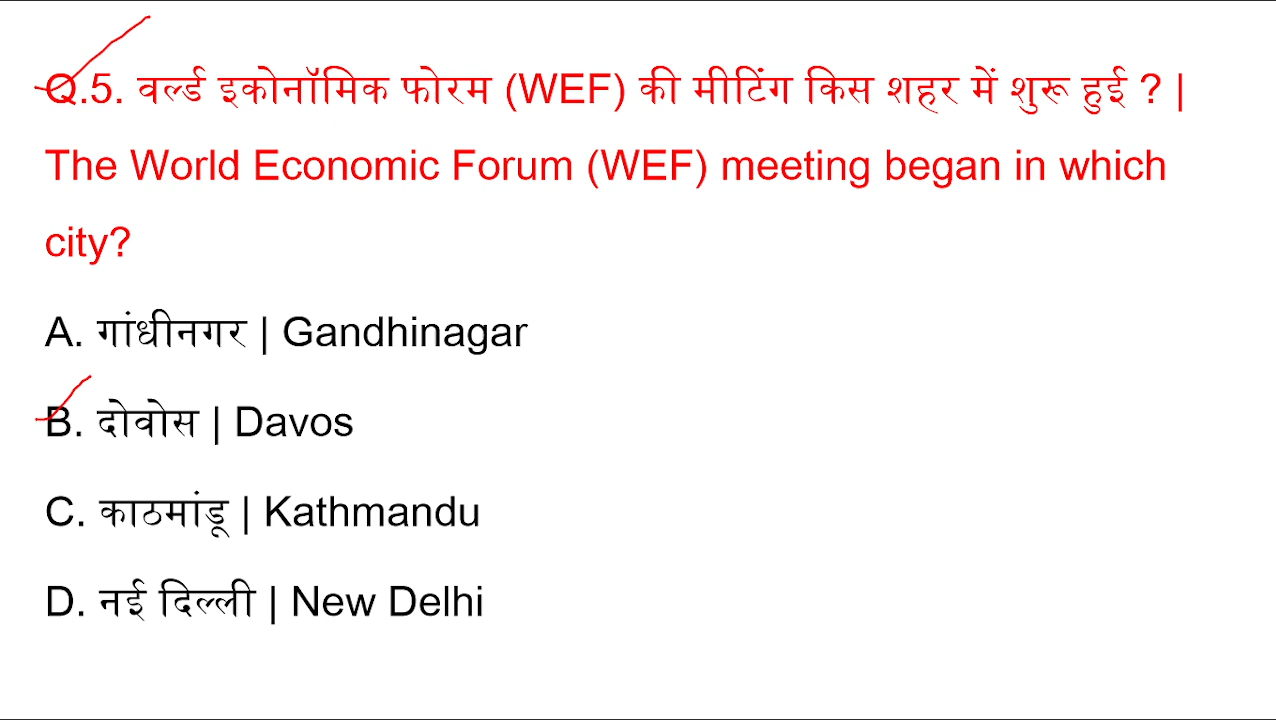 Q.5. वर्ल्ड इकोनॉमिक फोरम (WEF) की मीटिंग किस शहर में शुरू हुई ? |
The World Economic Forum (WEF) meeting began in which
city?
A. गांधीनगर | Gandhinagar
B. दोवोस | Davos
C. काठमांडू | Kathmandu
D. नई दिल्ली | New Delhi